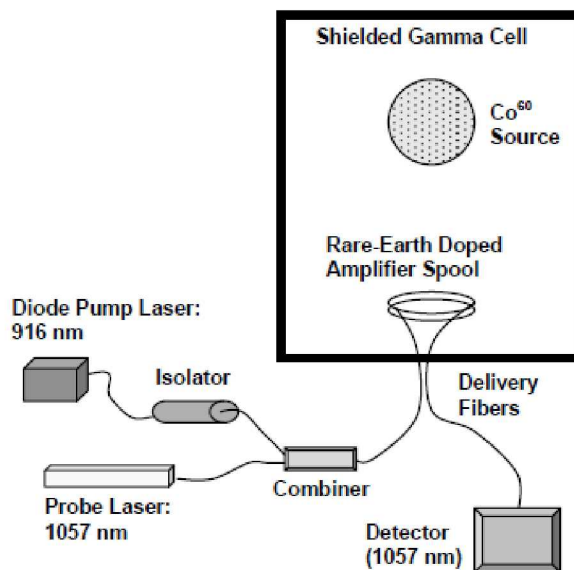 Shielded Gamma Cell
Co⁶⁰
Source
Rare-Earth Doped
Amplifier Spool
Diode Pump Laser:
916 nm
Isolator
Delivery
Fibers
Combiner
Probe Laser:
1057 nm
Detector
(1057 nm)